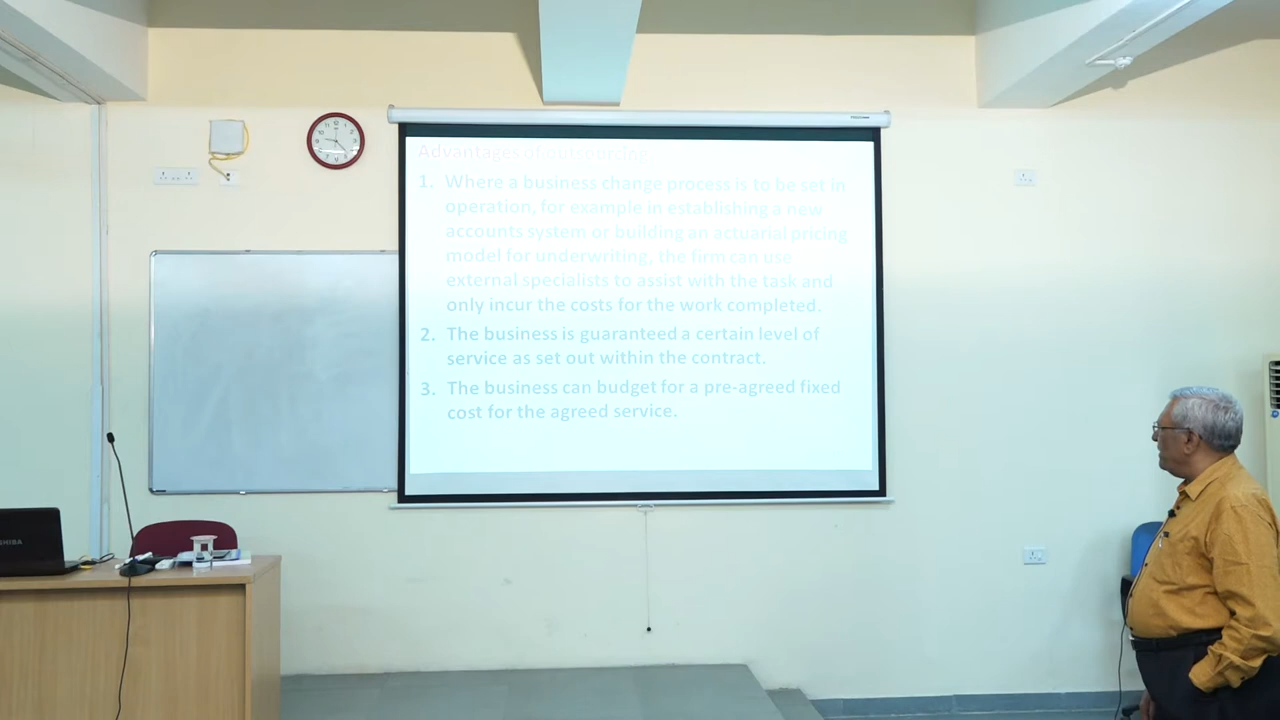 Advantages of outsourcing
1. Where a business change process is to be set in
operation, for example in establishing a new
accounts system or building an actuarial pricing
model for underwriting, the firm can use
external specialists to assist with the task and
only incur the costs for the work completed.
2. The business is guaranteed a certain level of
service as set out within the contract.
3. The business can budget for a pre-agreed fixed
cost for the agreed service.